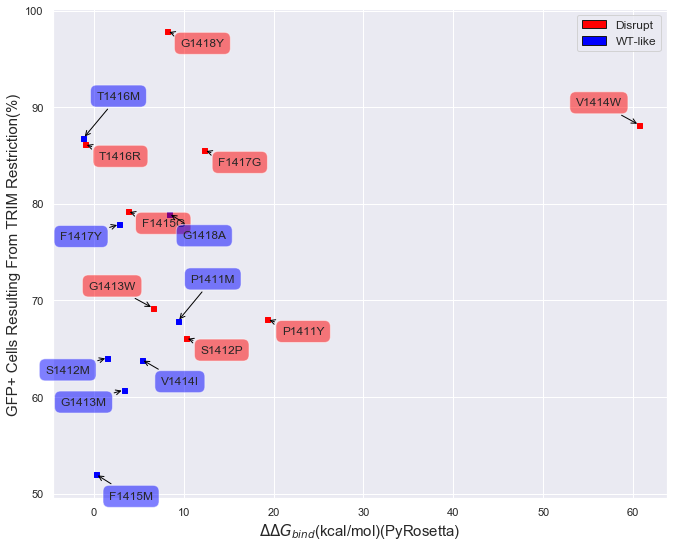 100
90
80
70
60
50
0
10
20
30
40
50
60
GFP+ Cells Resulting From TRIM Restriction(%)
ΔΔG_bind(kcal/mol)(PyRosetta)
Disrupt
WT-like
G1418Y
T1416M
V1414W
T1416R
F1417G
F1415G
F1417Y
G1418A
P1411M
G1413W
P1411Y
S1412P
S1412M
V1414I
G1413M
F1415M